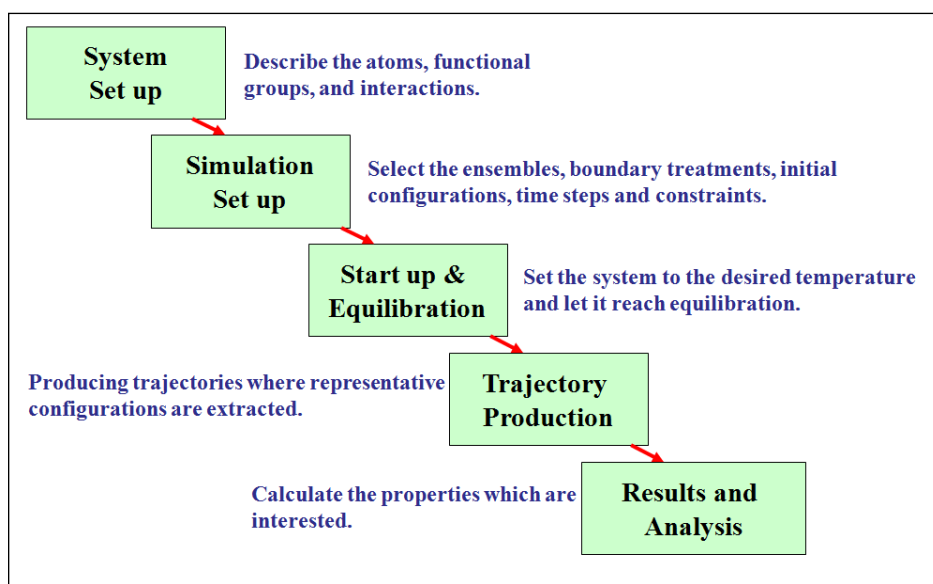 System
Set up
Describe the atoms, functional
groups, and interactions.
Simulation
Set up
Select the ensembles, boundary treatments, initial
configurations, time steps and constraints.
Start up &
Equilibration
Set the system to the desired temperature
and let it reach equilibration.
Producing trajectories where representative
configurations are extracted.
Trajectory
Production
Calculate the properties which are
interested.
Results and
Analysis